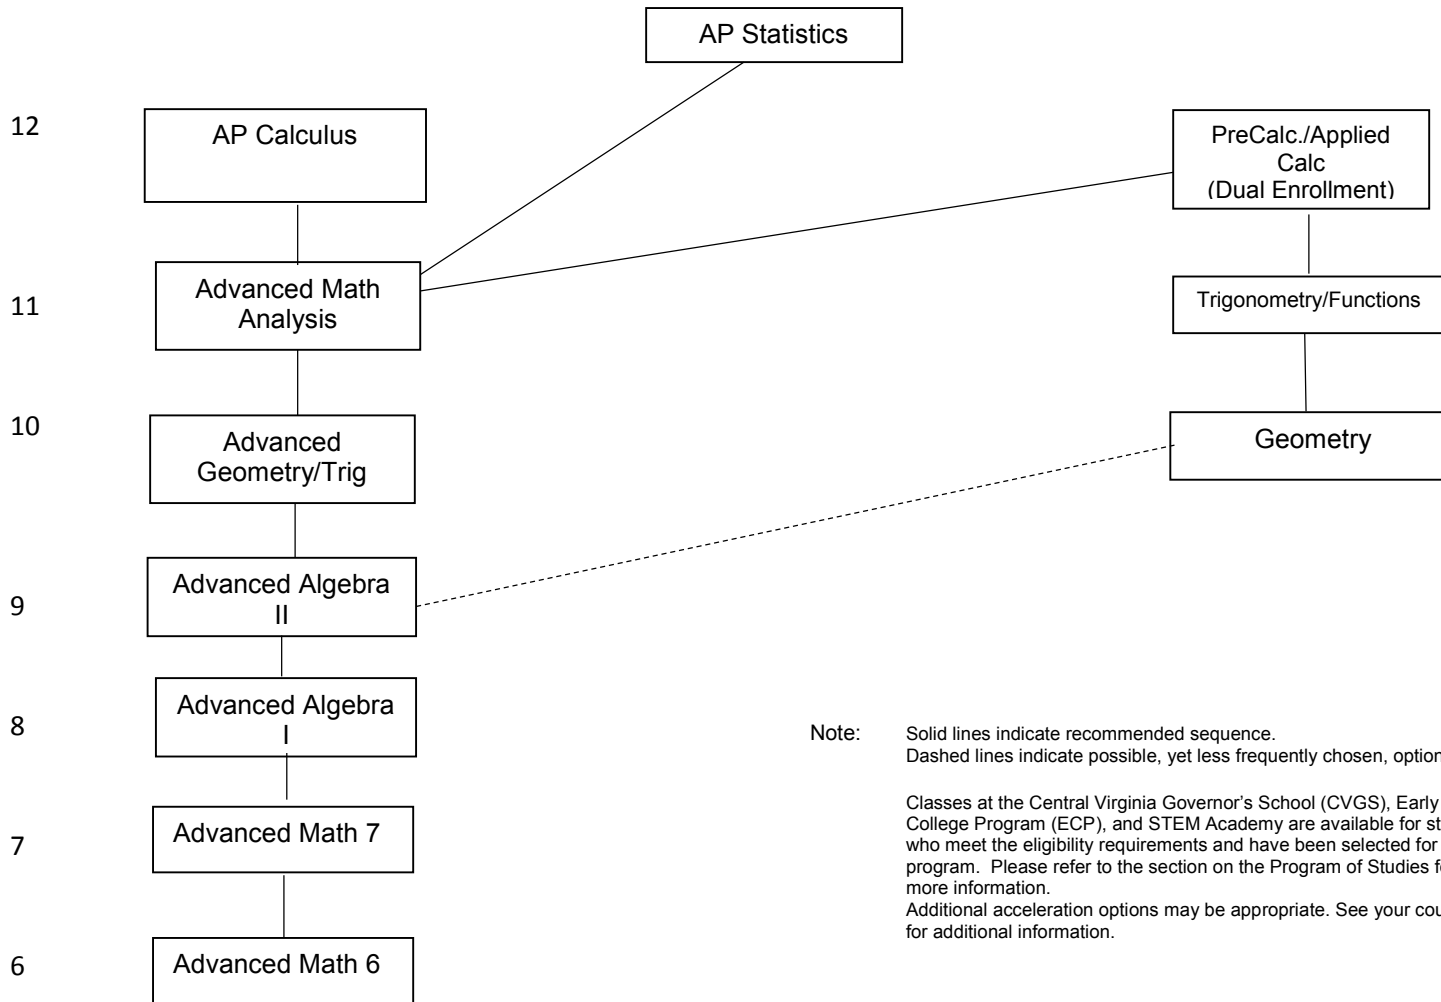 AP Statistics
12
AP Calculus
PreCalc./Applied
Calc
(Dual Enrollment)
11
Advanced Math
Analysis
Trigonometry/Functions
10
Advanced
Geometry/Trig
Geometry
9
Advanced Algebra
II
8
Advanced Algebra
I
Note:
Solid lines indicate recommended sequence.
Dashed lines indicate possible, yet less frequently chosen, option
Classes at the Central Virginia Governor's School (CVGS), Early
College Program (ECP), and STEM Academy are available for st
who meet the eligibility requirements and have been selected for
program. Please refer to the section on the Program of Studies f
more information.
Additional acceleration options may be appropriate. See your cou
for additional information.
7
Advanced Math 7
6
Advanced Math 6